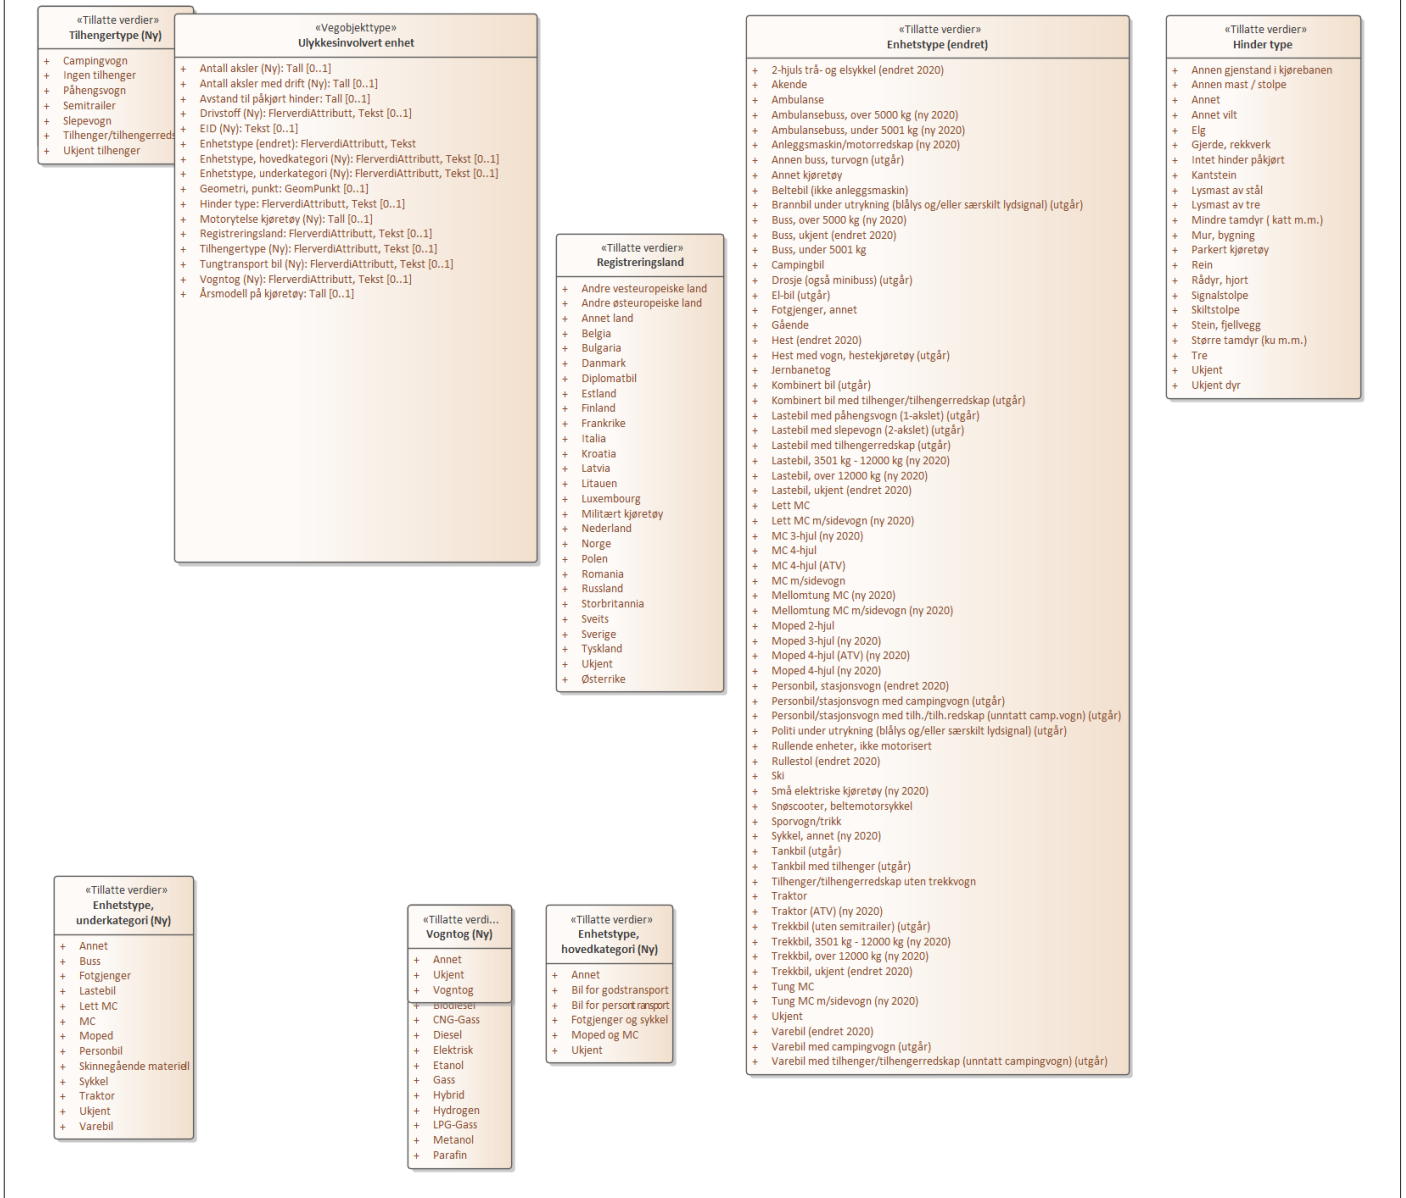 «Tillatte verdier»
Tilhengertype (Ny)
+ Campingvogn
+ Ingen tilhenger
+ Påhengsvogn
+ Semitrailer
+ Slepevogn
+ Tilhenger/tilhengerreds
+ Ukjent tilhenger
«Vegobjekttype»
Ulykkesinvolvert enhet
+ Antall aksler (Ny): Tall [0..1]
+ Antall aksler med drift (Ny): Tall [0..1]
+ Avstand til påkjørt hinder: Tall [0..1]
+ Drivstoff (Ny): FlerverdiAttributt, Tekst [0..1]
+ EID (Ny): Tekst [0..1]
+ Enhetstype (endret): FlerverdiAttributt, Tekst
+ Enhetstype, hovedkategori (Ny): FlerverdiAttributt, Tekst [0..1]
+ Enhetstype, underkategori (Ny): FlerverdiAttributt, Tekst [0..1]
+ Geometri, punkt: GeomPunkt [0..1]
+ Hinder type: FlerverdiAttributt, Tekst [0..1]
+ Motorytelse kjøretøy (Ny): Tall [0..1]
+ Registreringsland: FlerverdiAttributt, Tekst [0..1]
+ Tilhengertype (Ny): FlerverdiAttributt, Tekst [0..1]
+ Tungtransport bil (Ny): FlerverdiAttributt, Tekst [0..1]
+ Vogntog (Ny): FlerverdiAttributt, Tekst [0..1]
+ Årsmodell på kjøretøy: Tall [0..1]
«Tillatte verdier»
Registreringsland
+ Andre vesteuropeiske land
+ Andre østeuropeiske land
+ Annet land
+ Belgia
+ Bulgaria
+ Danmark
+ Diplomatbil
+ Estland
+ Finland
+ Frankrike
+ Italia
+ Kroatia
+ Latvia
+ Litauen
+ Luxembourg
+ Militært kjøretøy
+ Nederland
+ Norge
+ Polen
+ Romania
+ Russland
+ Storbritannia
+ Sveits
+ Sverige
+ Tyskland
+ Ukjent
+ Østerrike
«Tillatte verdier»
Enhetstype (endret)
+ 2-hjuls trå- og elsykkel (endret 2020)
+ Akende
+ Ambulanse
+ Ambulansebuss, over 5000 kg (ny 2020)
+ Ambulansebuss, under 5001 kg (ny 2020)
+ Anleggsmaskin/motorredskap (ny 2020)
+ Annen buss, turvogn (utgår)
+ Annet kjøretøy
+ Beltebil (ikke anleggsmaskin)
+ Brannbil under utrykning (blålys og/eller særskilt lydsignal) (utgår)
+ Buss, over 5000 kg (ny 2020)
+ Buss, ukjent (endret 2020)
+ Buss, under 5001 kg
+ Campingbil
+ Drosje (også minibuss) (utgår)
+ El-bil (utgår)
+ Fotgjenger, annet
+ Gående
+ Hest (endret 2020)
+ Hest med vogn, hestekjøretøy (utgår)
+ Jernbanetog
+ Kombinert bil (utgår)
+ Kombinert bil med tilhenger/tilhengerredskap (utgår)
+ Lastebil med påhengsvogn (1-akslet) (utgår)
+ Lastebil med slepevogn (2-akslet) (utgår)
+ Lastebil med tilhengerredskap (utgår)
+ Lastebil, 3501 kg - 12000 kg (ny 2020)
+ Lastebil, over 12000 kg (ny 2020)
+ Lastebil, ukjent (endret 2020)
+ Lett MC
+ Lett MC m/sidevogn (ny 2020)
+ MC 3-hjul (ny 2020)
+ MC 4-hjul
+ MC 4-hjul (ATV)
+ MC m/sidevogn
+ Mellomtung MC (ny 2020)
+ Mellomtung MC m/sidevogn (ny 2020)
+ Moped 2-hjul
+ Moped 3-hjul (ny 2020)
+ Moped 4-hjul (ATV) (ny 2020)
+ Moped 4-hjul (ny 2020)
+ Personbil, stasjonsvogn (endret 2020)
+ Personbil/stasjonsvogn med campingvogn (utgår)
+ Personbil/stasjonsvogn med tilh./tilh.redskap (unntatt camp.vogn) (utgår)
+ Politi under utrykning (blålys og/eller særskilt lydsignal) (utgår)
+ Rullende enheter, ikke motorisert
+ Rullestol (endret 2020)
+ Ski
+ Små elektriske kjøretøy (ny 2020)
+ Snøscooter, beltemotorsykkel
+ Sporvogn/trikk
+ Sykkel, annet (ny 2020)
+ Tankbil (utgår)
+ Tankbil med tilhenger (utgår)
+ Tilhenger/tilhengerredskap uten trekkvogn
+ Traktor
+ Traktor (ATV) (ny 2020)
+ Trekkbil (uten semitrailer) (utgår)
+ Trekkbil, 3501 kg - 12000 kg (ny 2020)
+ Trekkbil, over 12000 kg (ny 2020)
+ Trekkbil, ukjent (endret 2020)
+ Tung MC
+ Tung MC m/sidevogn (ny 2020)
+ Ukjent
+ Varebil (endret 2020)
+ Varebil med campingvogn (utgår)
+ Varebil med tilhenger/tilhengerredskap (unntatt campingvogn) (utgår)
«Tillatte verdier»
Hinder type
+ Annen gjenstand i kjørebanen
+ Annen mast / stolpe
+ Annet
+ Annet vilt
+ Elg
+ Gjerde, rekkverk
+ Intet hinder påkjørt
+ Kantstein
+ Lysmast av stål
+ Lysmast av tre
+ Mindre tamdyr ( katt m.m.)
+ Mur, bygning
+ Parkert kjøretøy
+ Rein
+ Rådyr, hjort
+ Signalstolpe
+ Skiltstolpe
+ Stein, fjellvegg
+ Større tamdyr (ku m.m.)
+ Tre
+ Ukjent
+ Ukjent dyr
«Tillatte verdier»
Enhetstype,
underkategori (Ny)
+ Annet
+ Buss
+ Fotgjenger
+ Lastebil
+ Lett MC
+ MC
+ Moped
+ Personbil
+ Skinnegående materiell
+ Sykkel
+ Traktor
+ Ukjent
+ Varebil
«Tillatte verdi...
Vogntog (Ny)
+ Annet
+ Ukjent
+ Vogntog
+ Biodiesel
+ CNG-Gass
+ Diesel
+ Elektrisk
+ Etanol
+ Gass
+ Hybrid
+ Hydrogen
+ LPG-Gass
+ Metanol
+ Parafin
«Tillatte verdier»
Enhetstype,
hovedkategori (Ny)
+ Annet
+ Bil for godstransport
+ Bil for persontransport
+ Fotgjenger og sykkel
+ Moped og MC
+ Ukjent